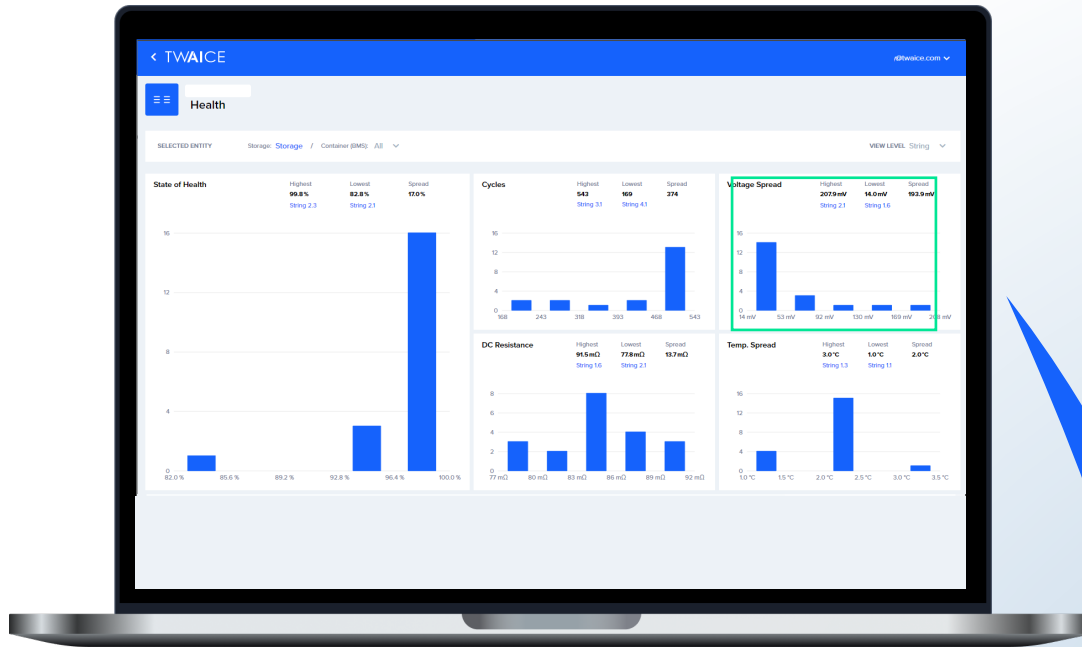 TWAICE
@twaice.com
Health
SELECTED ENTITY Storage: Storage / Container (BMS): All VIEW LEVEL String
State of Health
Highest Lowest Spread
99.8% 82.8% 17.0%
String 2.3 String 2.1
16
12
8
4
0
82.0 % 85.6 % 89.2 % 92.8 % 96.4 % 100.0 %
Cycles
Highest Lowest Spread
543 169 374
String 3.1 String 4.1
16
12
8
4
0
168 243 318 393 468 543
Voltage Spread
Highest Lowest Spread
207.9 mV 14.0 mV 193.9 mV
String 2.1 String 1.6
16
12
8
4
0
14 mV 53 mV 92 mV 130 mV 169 mV 208 mV
DC Resistance
Highest Lowest Spread
91.5 mΩ 77.8 mΩ 13.7 mΩ
String 1.6 String 2.1
8
6
4
2
0
77 mΩ 80 mΩ 83 mΩ 86 mΩ 89 mΩ 92 mΩ
Temp. Spread
Highest Lowest Spread
3.0 °C 1.0 °C 2.0 °C
String 1.3 String 1.1
16
12
8
4
0
1.0 °C 1.5 °C 2.0 °C 2.5 °C 3.0 °C 3.5 °C